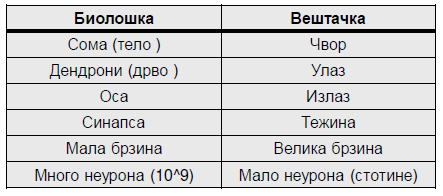 Биолошка Вештачка
Сома (тело ) Чвор
Дендрони (дрво ) Улаз
Оса Излаз
Синапса Тежина
Мала брзина Велика брзина
Много неурона (10^9) Мало неурона (стотине)